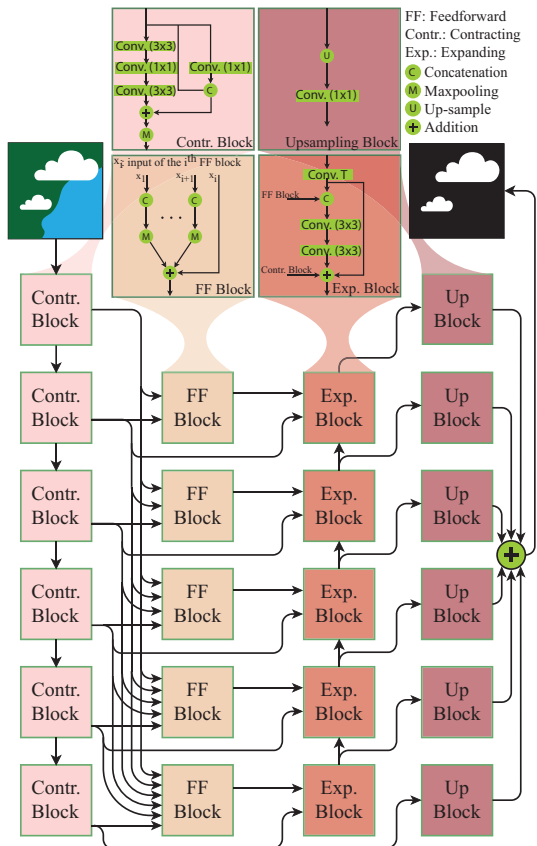 FF: Feedforward
Contr.: Contracting
Exp.: Expanding
C Concatenation
M Maxpooling
U Up-sample
+ Addition
Conv. (3x3)
Conv. (1x1)
Conv. (1x1)
Conv. (3x3)
C
+
M
Contr. Block
U
Conv. (1x1)
Upsampling Block
xi: input of the ith FF block
x1 xi+1 xi
C C
...
M M
+
FF Block
Conv. T
FF Block
C
Conv. (3x3)
Conv. (3x3)
Contr. Block
+
Exp. Block
Contr. Block
Up Block
Contr. Block
FF Block
Exp. Block
Up Block
Contr. Block
FF Block
Exp. Block
Up Block
+
Contr. Block
FF Block
Exp. Block
Up Block
Contr. Block
FF Block
Exp. Block
Up Block
Contr. Block
FF Block
Exp. Block
Up Block